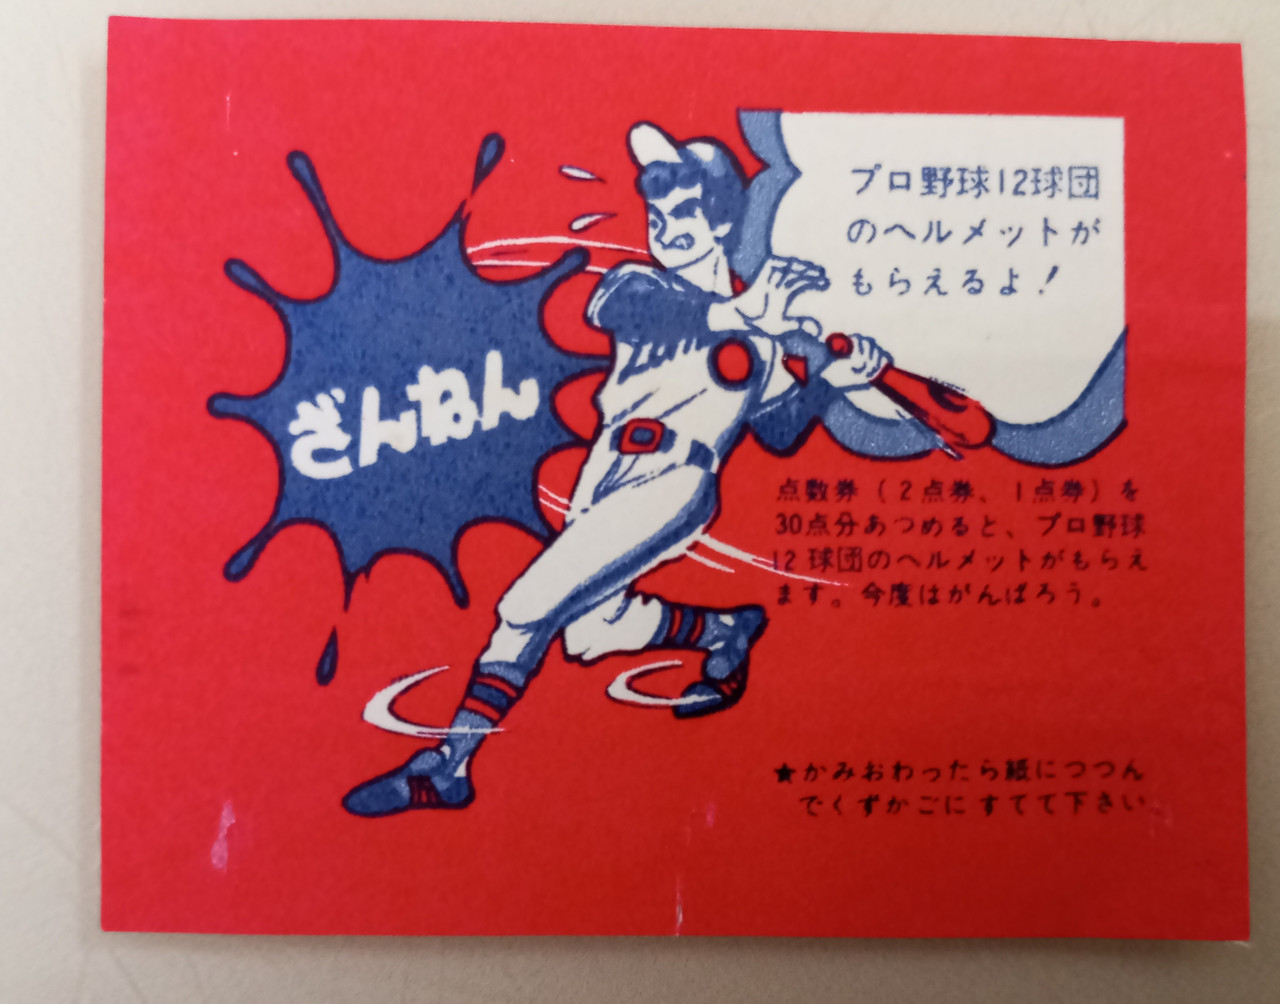 ざんねん
プロ野球12球団
のヘルメットが
もらえるよ!
点数券(2点券、1点券)を
30点分あつめると、プロ野球
12球団のヘルメットがもらえ
ます。今度はがんばろう。
★かみおわったら紙につつん
でくずかごにすてて下さい。